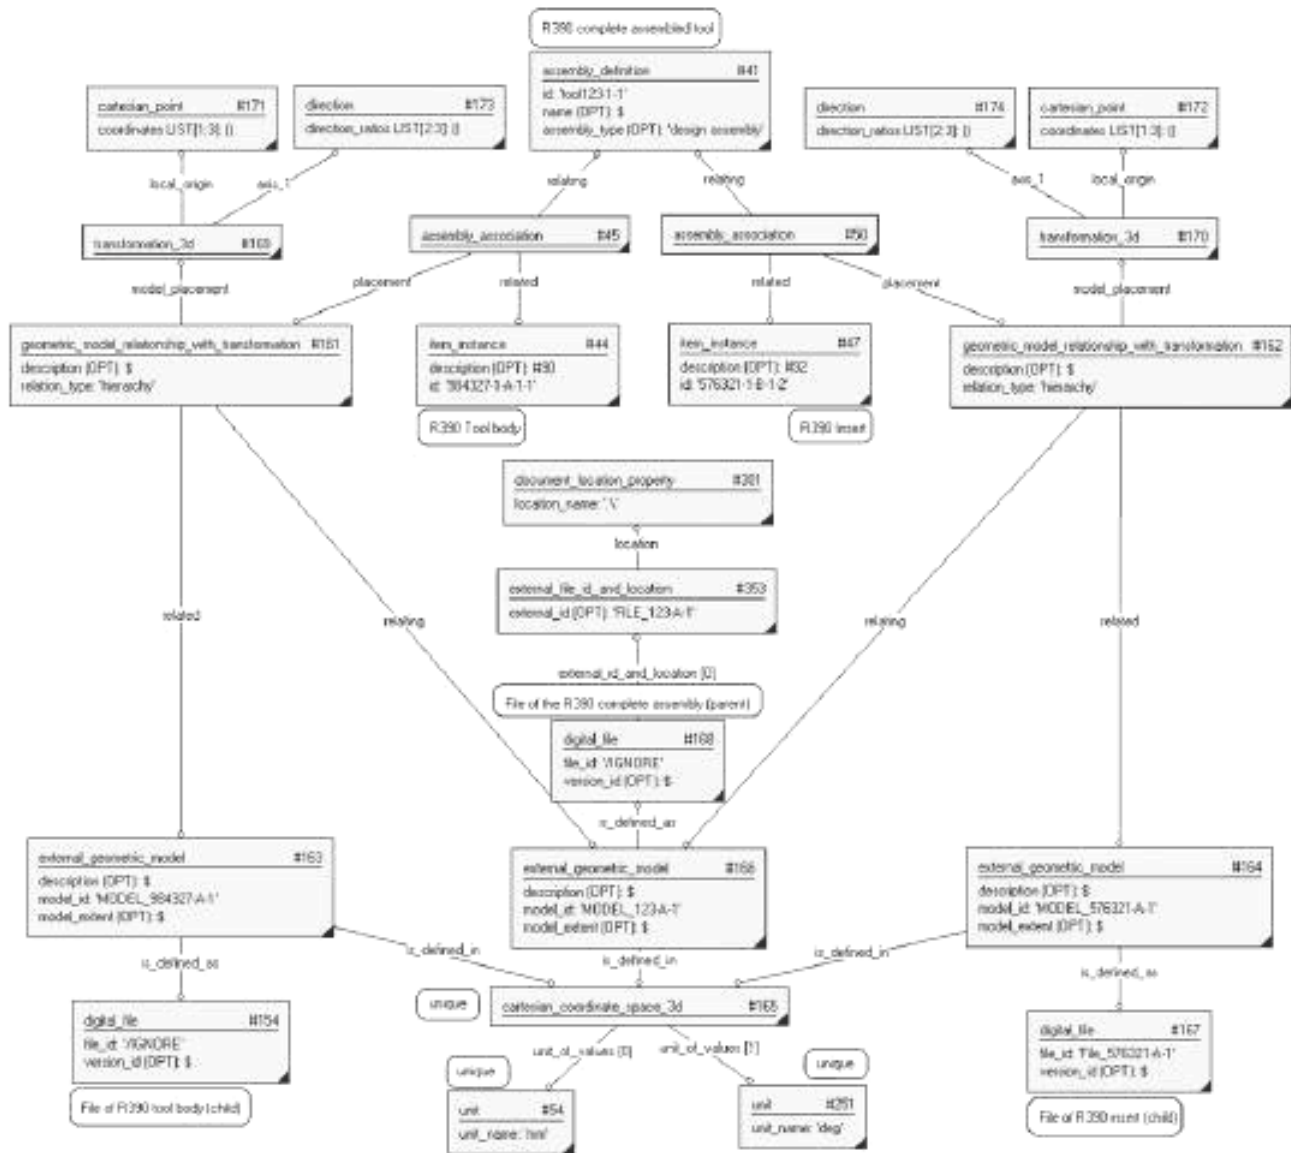 R390 complete assembled tool
assembly_definition #41
id: 'tool123-1-1'
name (OPT): $
assembly_type (OPT): 'design assembly'
cartesian_point #171
coordinates LIST[1:3]: ()
direction #173
direction_ratios LIST[2:3]: ()
direction #174
direction_ratios LIST[2:3]: ()
cartesian_point #172
coordinates LIST[1:3]: ()
local_origin
axis_1
relating
relating
axis_1
local_origin
transformation_3d #169
assembly_association #45
assembly_association #50
transformation_3d #170
model_placement
placement
related
related
placement
model_placement
geometric_model_relationship_with_transformation #161
description (OPT): $
relation_type: 'hierarchy'
item_instance #44
description (OPT): #90
id: '984327-1-A-1-1'
R390 Tool body
item_instance #47
description (OPT): #92
id: '576321-1-B-1-2'
R390 Insert
geometric_model_relationship_with_transformation #162
description (OPT): $
relation_type: 'hierarchy'
document_location_property #381
location_name: '.\'
location
external_file_id_and_location #353
external_id (OPT): 'FILE_123-A-1'
related
relating
relating
related
external_id_and_location [0]
File of the R390 complete assembly (parent)
digital_file #168
file_id: '/IGNORE'
version_id (OPT): $
is_defined_as
external_geometric_model #163
description (OPT): $
model_id: 'MODEL_984327-A-1'
model_extent (OPT): $
external_geometric_model #166
description (OPT): $
model_id: 'MODEL_123-A-1'
model_extent (OPT): $
external_geometric_model #164
description (OPT): $
model_id: 'MODEL_576321-A-1'
model_extent (OPT): $
is_defined_as
is_defined_in
is_defined_in
is_defined_in
is_defined_as
unique
cartesian_coordinate_space_3d #165
digital_file #154
file_id: '/IGNORE'
version_id (OPT): $
File of R390 tool body (child)
digital_file #167
file_id: 'File_576321-A-1'
version_id (OPT): $
File of R390 insert (child)
unit_of_values [0]
unit_of_values [1]
unique
unique
unit #54
unit_name: 'mm'
unit #251
unit_name: 'deg'